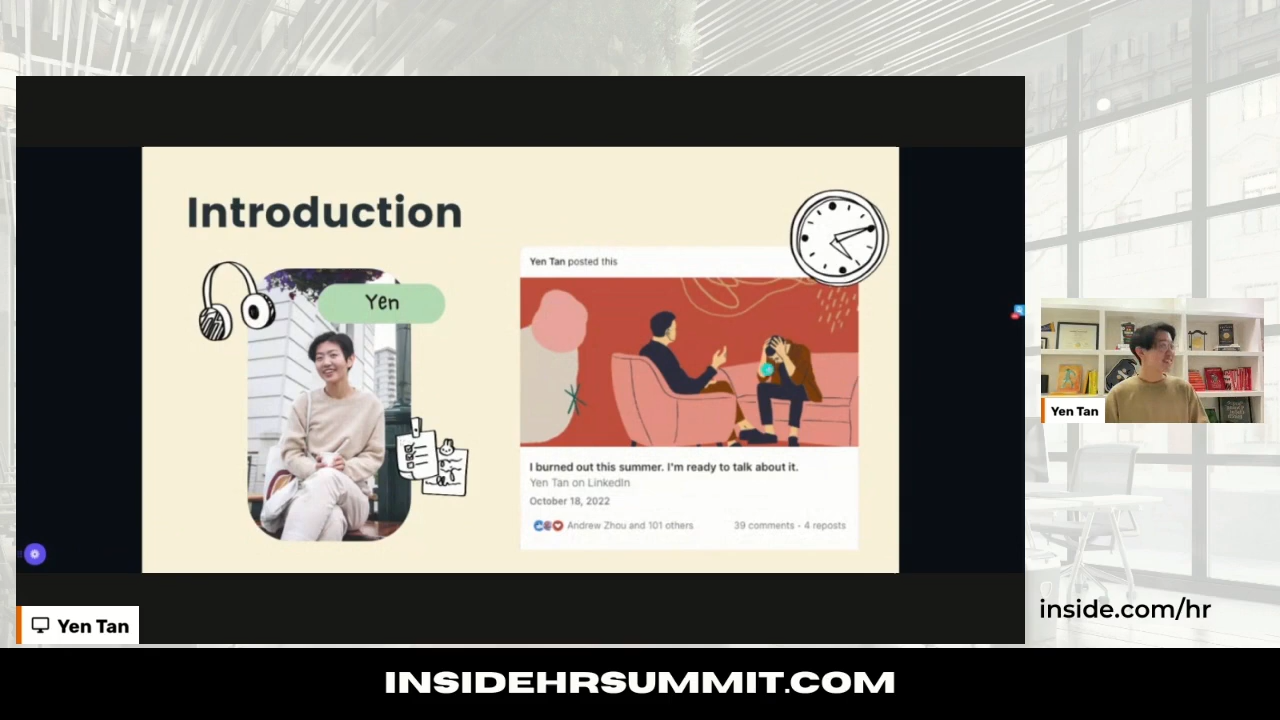 Introduction
Yen
Yen Tan posted this
I burned out this summer. I'm ready to talk about it.
Yen Tan on LinkedIn
October 18, 2022
Andrew Zhou and 101 others
39 comments · 4 reposts
Yen Tan
Yen Tan
inside.com/hr
INSIDEHRSUMMIT.COM